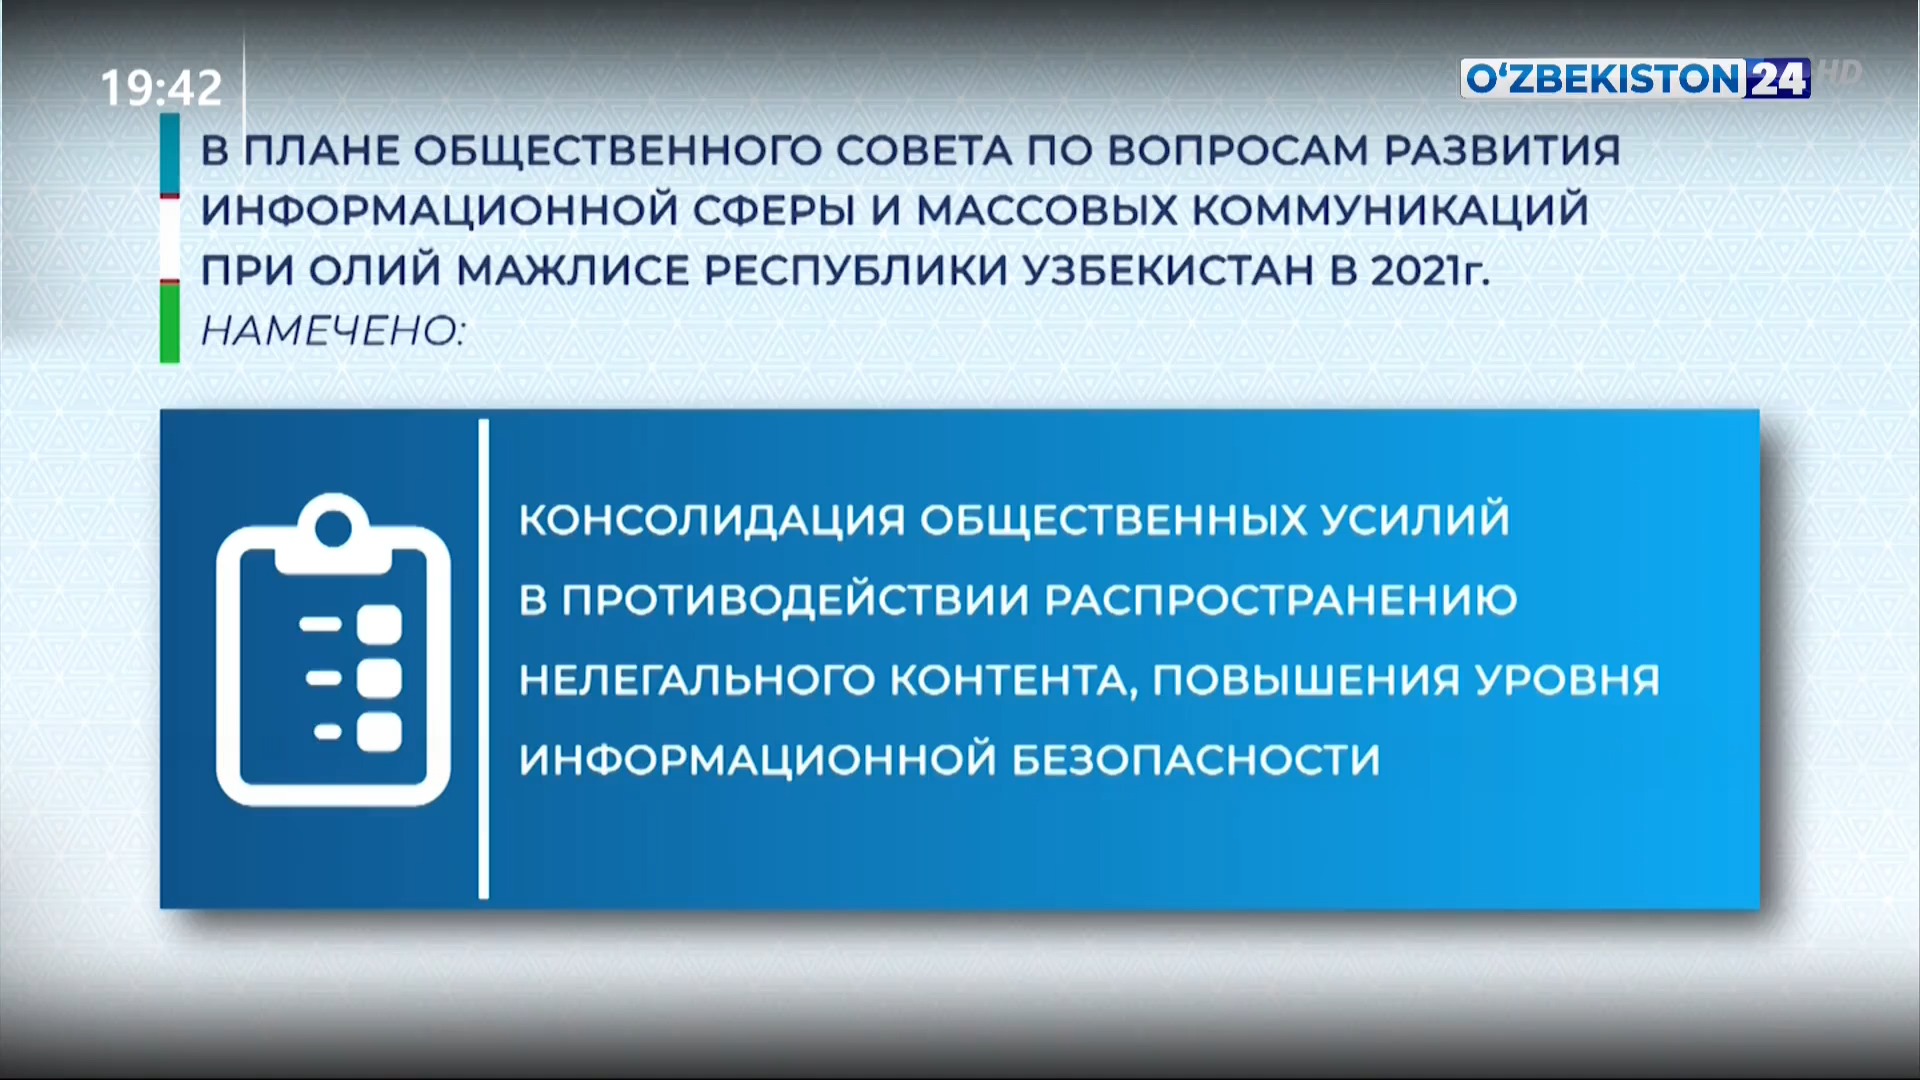 19:42
O‘ZBEKISTON 24 HD
В ПЛАНЕ ОБЩЕСТВЕННОГО СОВЕТА ПО ВОПРОСАМ РАЗВИТИЯ
ИНФОРМАЦИОННОЙ СФЕРЫ И МАССОВЫХ КОММУНИКАЦИЙ
ПРИ ОЛИЙ МАЖЛИСЕ РЕСПУБЛИКИ УЗБЕКИСТАН В 2021г.
НАМЕЧЕНО:
КОНСОЛИДАЦИЯ ОБЩЕСТВЕННЫХ УСИЛИЙ
В ПРОТИВОДЕЙСТВИИ РАСПРОСТРАНЕНИЮ
НЕЛЕГАЛЬНОГО КОНТЕНТА, ПОВЫШЕНИЯ УРОВНЯ
ИНФОРМАЦИОННОЙ БЕЗОПАСНОСТИ